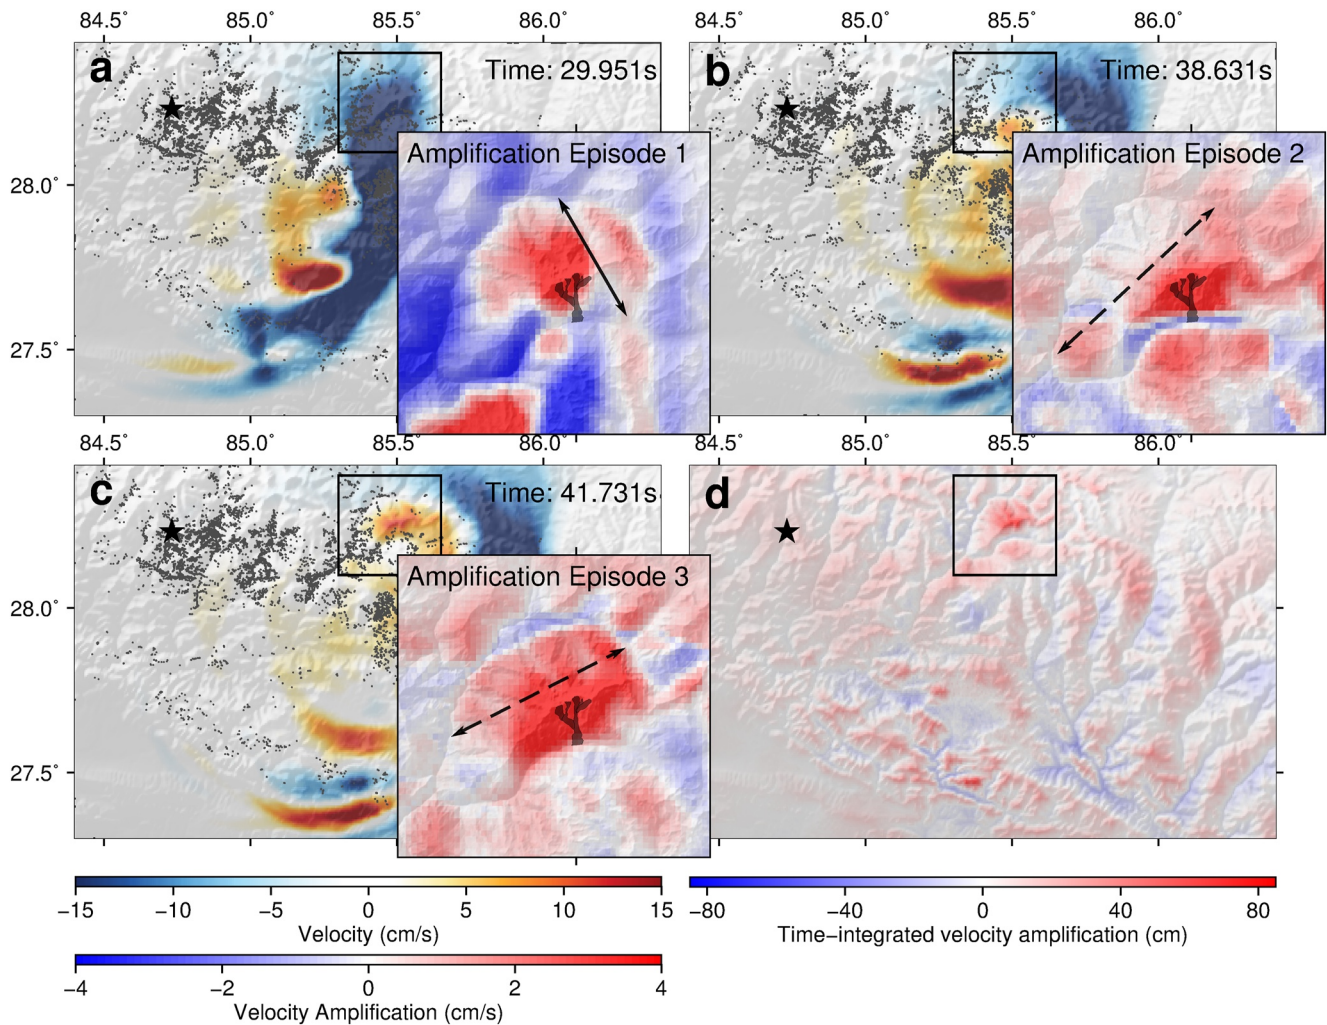 84.5° 85.0° 85.5° 86.0° 84.5° 85.0° 85.5° 86.0°
a Time: 29.951s b Time: 38.631s
Amplification Episode 1 Amplification Episode 2
28.0°
27.5°
84.5° 85.0° 85.5° 86.0° 84.5° 85.0° 85.5° 86.0°
c Time: 41.731s d
Amplification Episode 3
28.0°
27.5°
−15 −10 −5 0 5 10 15
Velocity (cm/s)
−80 −40 0 40 80
Time−integrated velocity amplification (cm)
−4 −2 0 2 4
Velocity Amplification (cm/s)